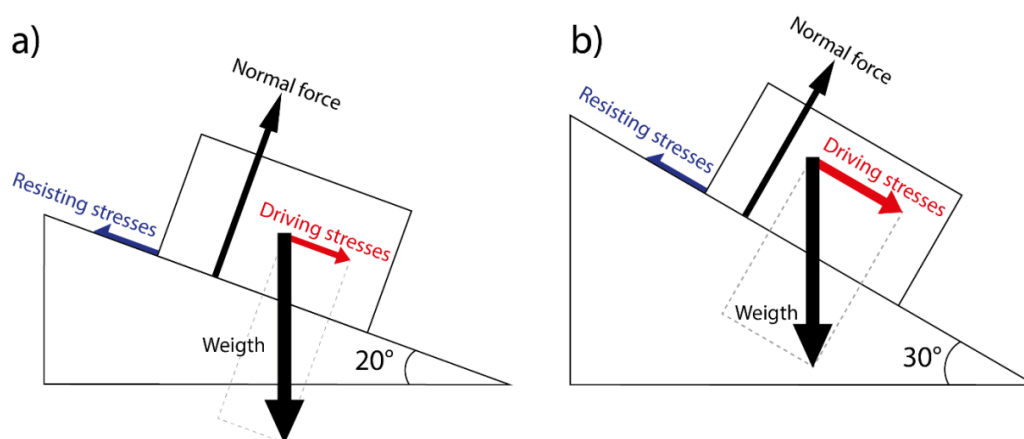 a)
Normal force
Resisting stresses
Driving stresses
Weigth
20°
b)
Normal force
Resisting stresses
Driving stresses
Weigth
30°